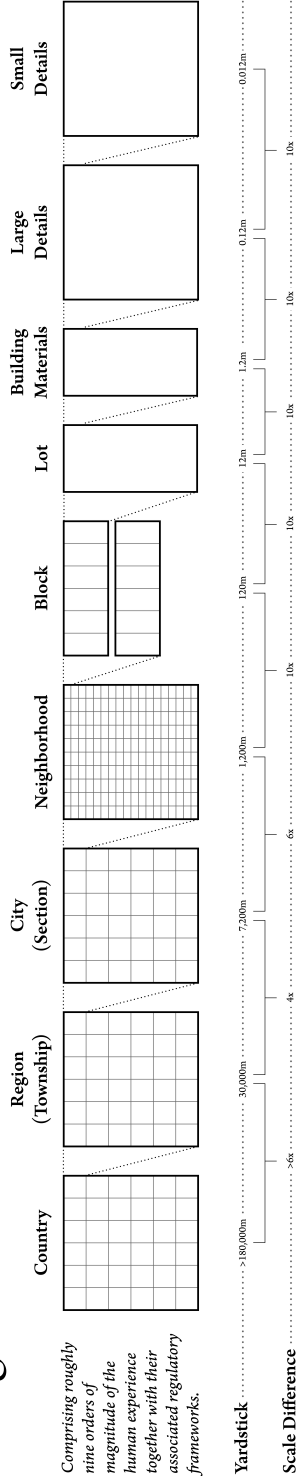 Comprising roughly
nine orders of
magnitude of the
human experience
together with their
associated regulatory
frameworks.
Country
Region
(Township)
City
(Section)
Neighborhood
Block
Lot
Building
Materials
Large
Details
Small
Details
Yardstick
>180,000m
30,000m
7,200m
1,200m
120m
12m
1.2m
0.12m
0.012m
Scale Difference
>6x
4x
6x
10x
10x
10x
10x
10x